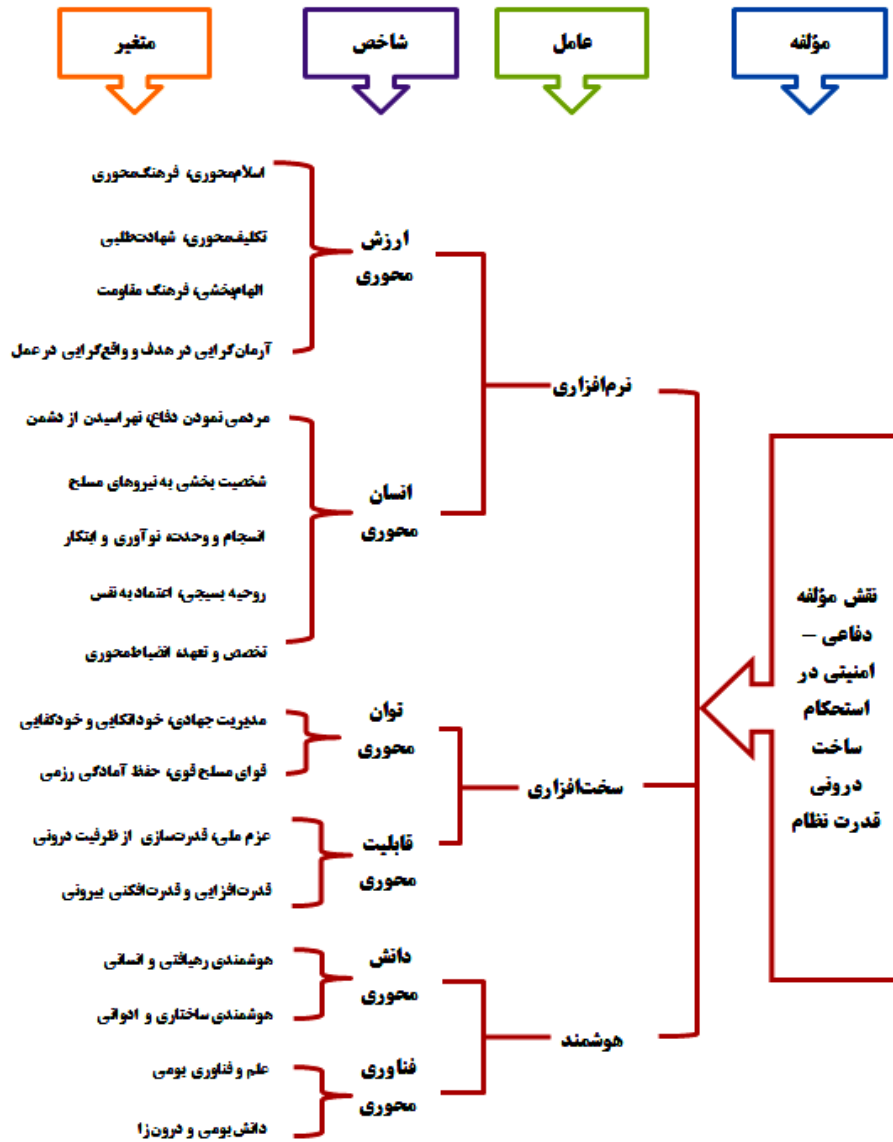 مؤلفه
عامل
شاخص
متغیر
نقش مؤلفه
دفاعی –
امنیتی در
استحکام
ساخت
درونی
قدرت نظام
نرم‌افزاری
ارزش
محوری
اسلام‌محوری، فرهنگ‌محوری
تکلیف‌محوری، شهادت‌طلبی
الهام‌بخشی، فرهنگ مقاومت
آرمان‌گرایی در هدف و واقع‌گرایی در عمل
انسان
محوری
مردمی نمودن دفاع، نهراسیدن از دشمن
شخصیت بخشی به نیروهای مسلح
انسجام و وحدت، نوآوری و ابتکار
روحیه بسیجی، اعتماد به نفس
تخصص و تعهد، انضباط‌محوری
سخت‌افزاری
توان
محوری
مدیریت جهادی، خوداتکایی و خودکفایی
قوای مسلح قوی، حفظ آمادگی رزمی
قابلیت
محوری
عزم ملی، قدرت‌سازی از ظرفیت درونی
قدرت‌افزایی و قدرت‌افکنی بیرونی
هوشمند
دانش
محوری
هوشمندی رهیافتی و انسانی
هوشمندی ساختاری و ادواتی
فناوری
محوری
علم و فناوری بومی
دانش بومی و درون‌زا